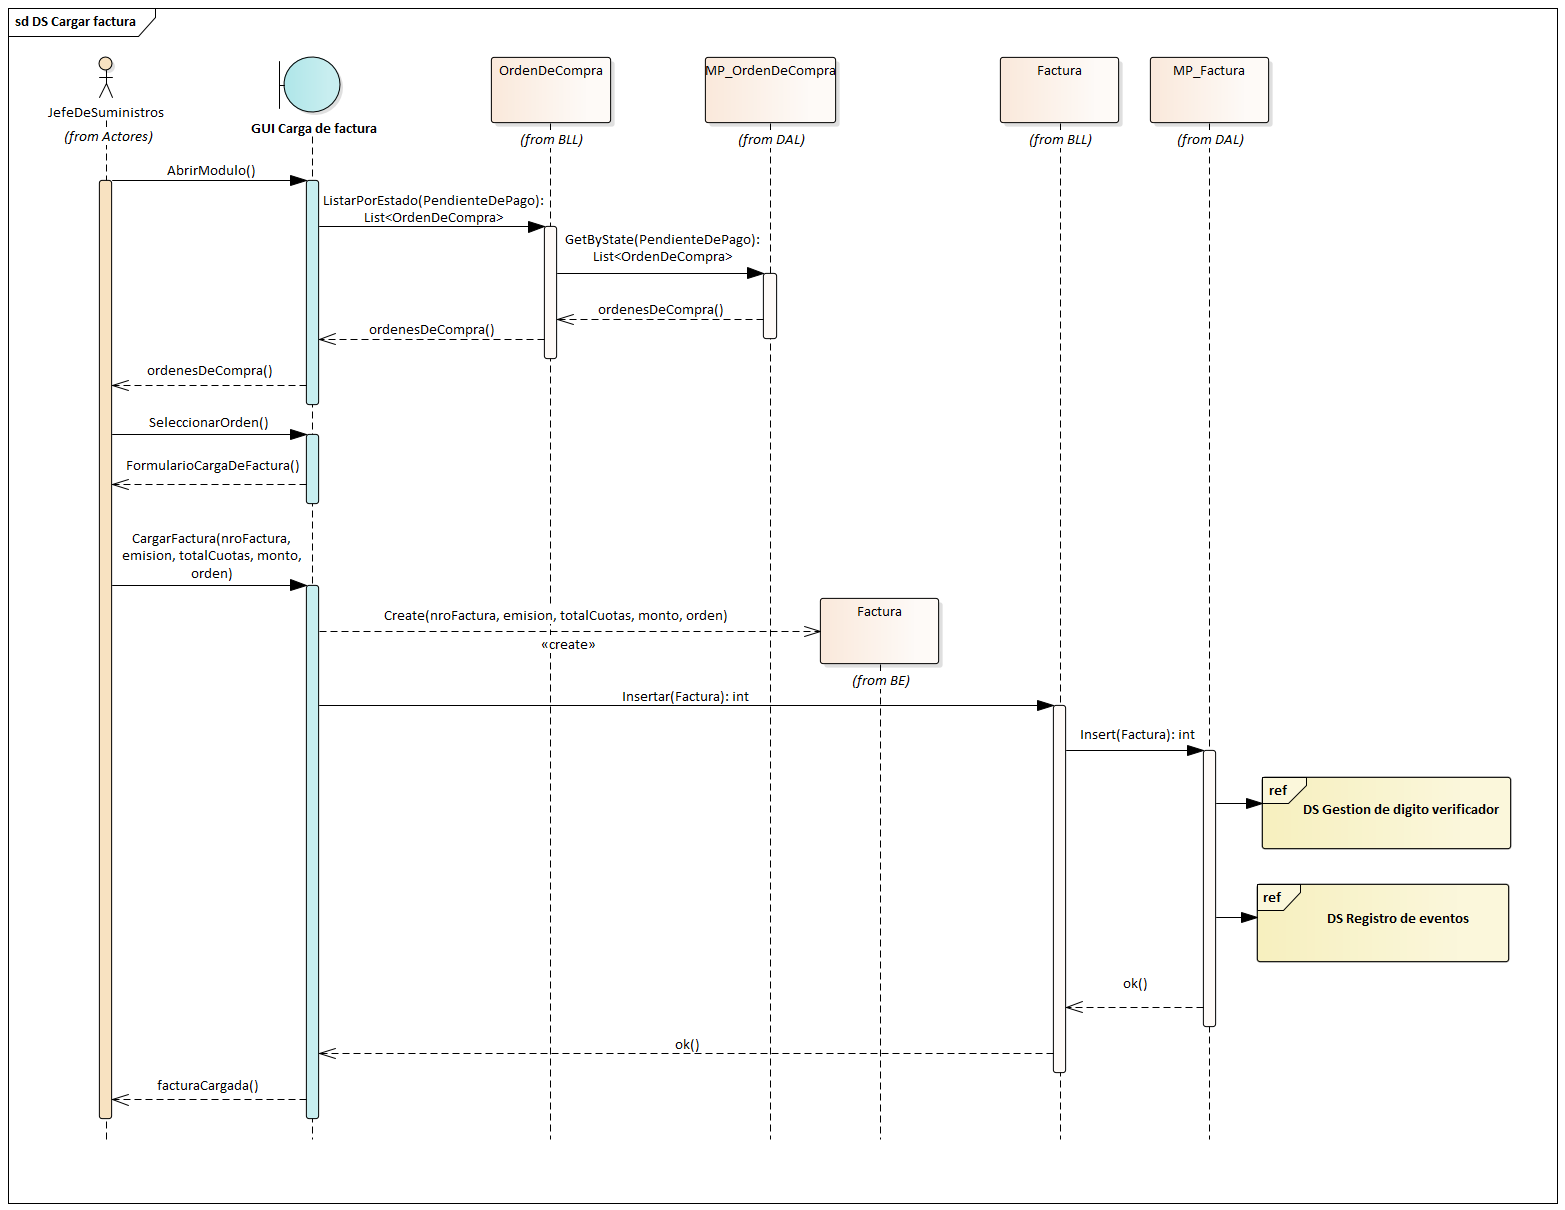 sd DS Cargar factura
JefeDeSuministros
(from Actores)
GUI Carga de factura
OrdenDeCompra
(from BLL)
MP_OrdenDeCompra
(from DAL)
Factura
(from BLL)
MP_Factura
(from DAL)
AbrirModulo()
ListarPorEstado(PendienteDePago):
List<OrdenDeCompra>
GetByState(PendienteDePago):
List<OrdenDeCompra>
ordenesDeCompra()
ordenesDeCompra()
ordenesDeCompra()
SeleccionarOrden()
FormularioCargaDeFactura()
CargarFactura(nroFactura,
emision, totalCuotas, monto,
orden)
Create(nroFactura, emision, totalCuotas, monto, orden)
«create»
Factura
(from BE)
Insertar(Factura): int
Insert(Factura): int
ref
DS Gestion de digito verificador
ref
DS Registro de eventos
ok()
ok()
facturaCargada()